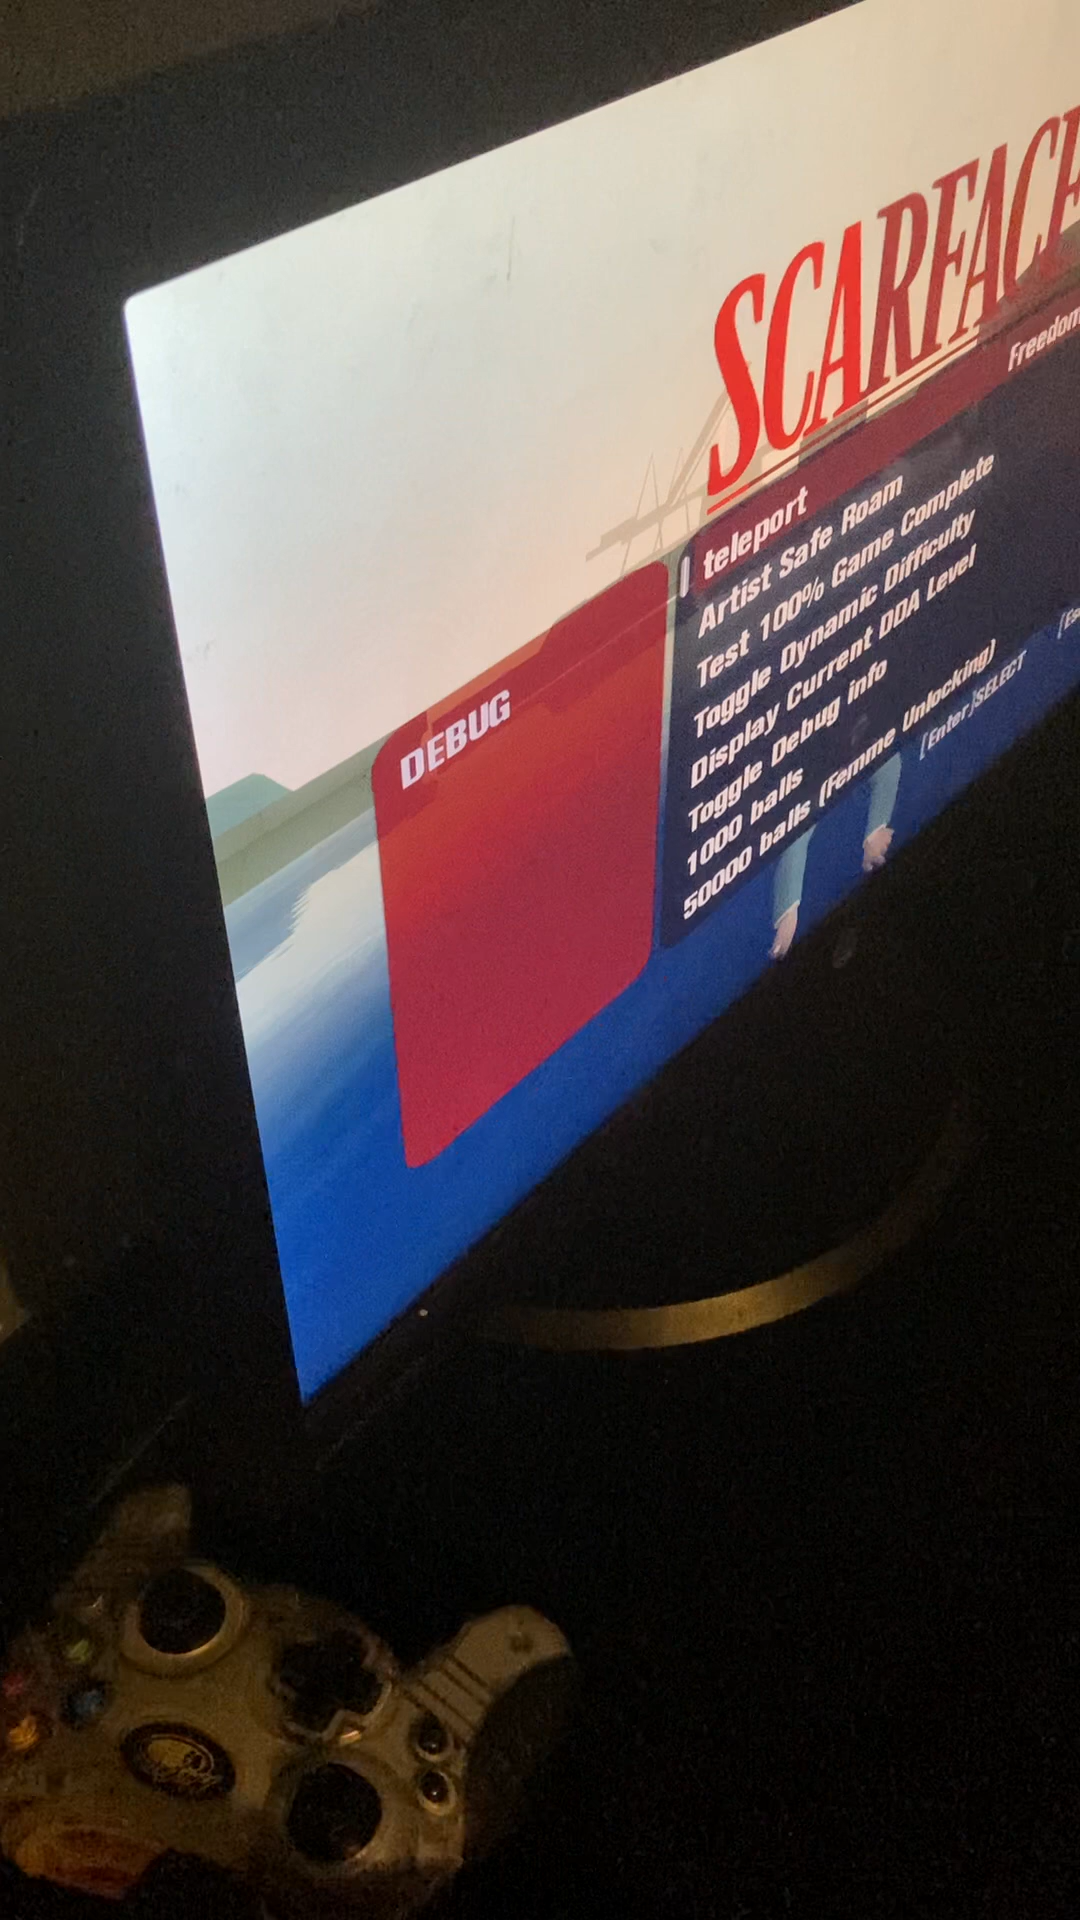 SCARFACE
Freedom
DEBUG
teleport
Artist Safe Roam
Test 100% Game Complete
Toggle Dynamic Difficulty
Display Current DDA Level
Toggle Debug info
1000 balls
50000 balls (Femme Unlocking)
[Enter]SELECT